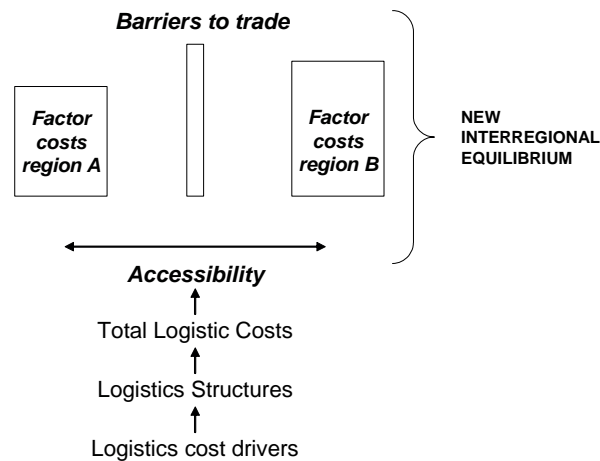 Barriers to trade
Factor
costs
region A
Factor
costs
region B
NEW
INTERREGIONAL
EQUILIBRIUM
Accessibility
Total Logistic Costs
Logistics Structures
Logistics cost drivers